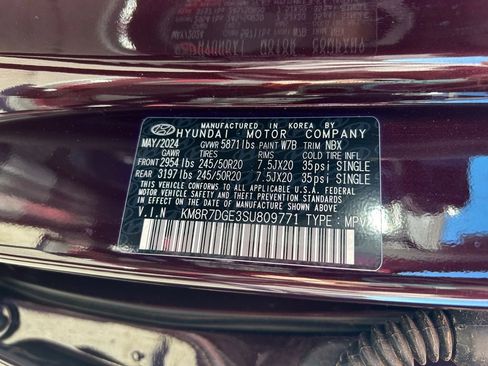 MANUFACTURED IN KOREA BY
HYUNDAI MOTOR COMPANY
MAY/2024 GVWR 5871lbs PAINT W7B TRIM NBX
GAWR TIRES RIMS COLD TIRE PRESSURE
FRONT 2954 lbs 245/50R20 7.5JX20 35psi SINGLE
REAR 3197 lbs 245/50R20 7.5JX20 35psi SINGLE
THIS VEHICLE CONFORMS TO ALL APPLICABLE U.S.A. FEDERAL
MOTOR VEHICLE SAFETY AND THEFT PREVENTION STANDARDS IN
EFFECT ON THE DATE OF MANUFACTURE SHOWN ABOVE.
V.I.N KM8R7DGE3SU809771 TYPE : MPV